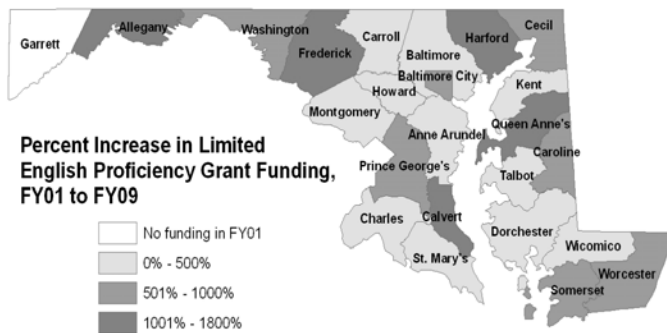 Garrett
Allegany
Washington
Frederick
Carroll
Baltimore
Harford
Cecil
Baltimore City
Howard
Kent
Montgomery
Anne Arundel
Queen Anne's
Prince George's
Caroline
Talbot
Charles
Calvert
Dorchester
St. Mary's
Wicomico
Somerset
Worcester
Percent Increase in Limited
English Proficiency Grant Funding,
FY01 to FY09
No funding in FY01
0% - 500%
501% - 1000%
1001% - 1800%